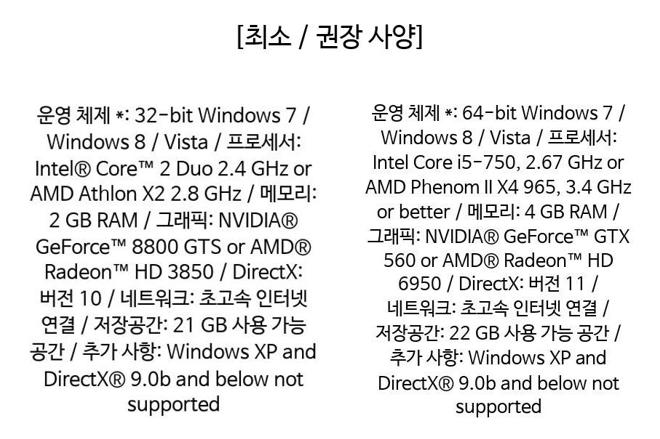 [최소 / 권장 사양]
운영 체제 *: 32-bit Windows 7 /
Windows 8 / Vista / 프로세서:
Intel® Core™ 2 Duo 2.4 GHz or
AMD Athlon X2 2.8 GHz / 메모리:
2 GB RAM / 그래픽: NVIDIA®
GeForce™ 8800 GTS or AMD®
Radeon™ HD 3850 / DirectX:
버전 10 / 네트워크: 초고속 인터넷
연결 / 저장공간: 21 GB 사용 가능
공간 / 추가 사항: Windows XP and
DirectX® 9.0b and below not
supported
운영 체제 *: 64-bit Windows 7 /
Windows 8 / Vista / 프로세서:
Intel Core i5-750, 2.67 GHz or
AMD Phenom II X4 965, 3.4 GHz
or better / 메모리: 4 GB RAM /
그래픽: NVIDIA® GeForce™ GTX
560 or AMD® Radeon™ HD
6950 / DirectX: 버전 11 /
네트워크: 초고속 인터넷 연결 /
저장공간: 22 GB 사용 가능 공간 /
추가 사항: Windows XP and
DirectX® 9.0b and below not
supported